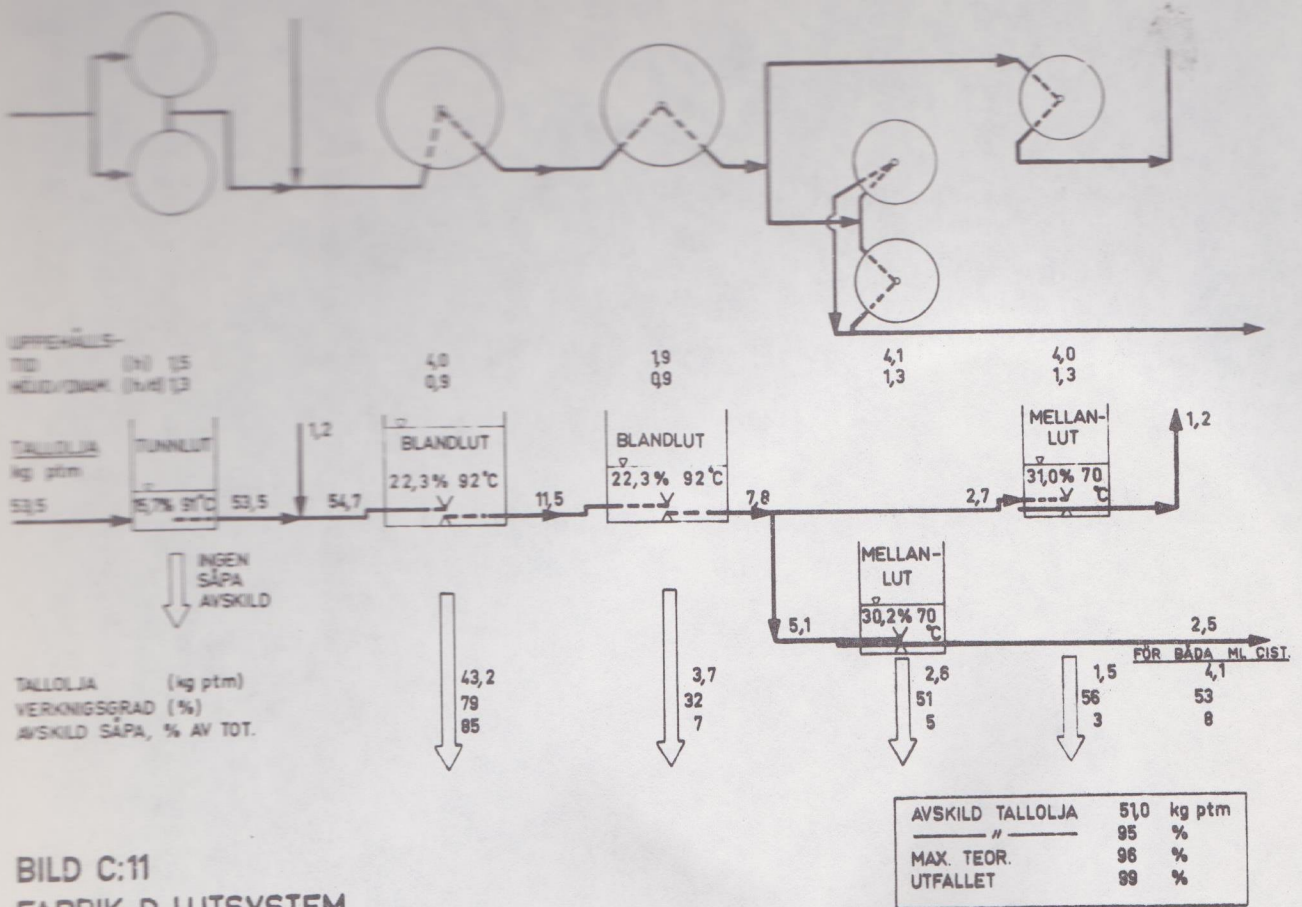 UPPEHÅLLS-
TID (h) 1,5 4,0 1,9 4,1 4,0
HÖJD/DIAM. (h/d) 1,3 0,9 0,9 1,3 1,3
TALLOLJA
kg ptm
53,5
TUNNLUT
15,7% 91°C
53,5
1,2
54,7
BLANDLUT
22,3% 92°C
11,5
BLANDLUT
22,3% 92°C
7,8
2,7
MELLAN-
LUT
31,0% 70
°C
1,2
INGEN
SÅPA
AVSKILD
5,1
MELLAN-
LUT
30,2% 70
°C
2,5
FÖR BÅDA ML CIST.
TALLOLJA (kg ptm) 43,2 3,7 2,6 1,5 4,1
VERKNIGSGRAD (%) 79 32 51 56 53
AVSKILD SÅPA, % AV TOT. 85 7 5 3 8
AVSKILD TALLOLJA 51,0 kg ptm
—— " —— 95 %
MAX. TEOR. 96 %
UTFALLET 99 %
BILD C:11
FABRIK D LUTSYSTEM